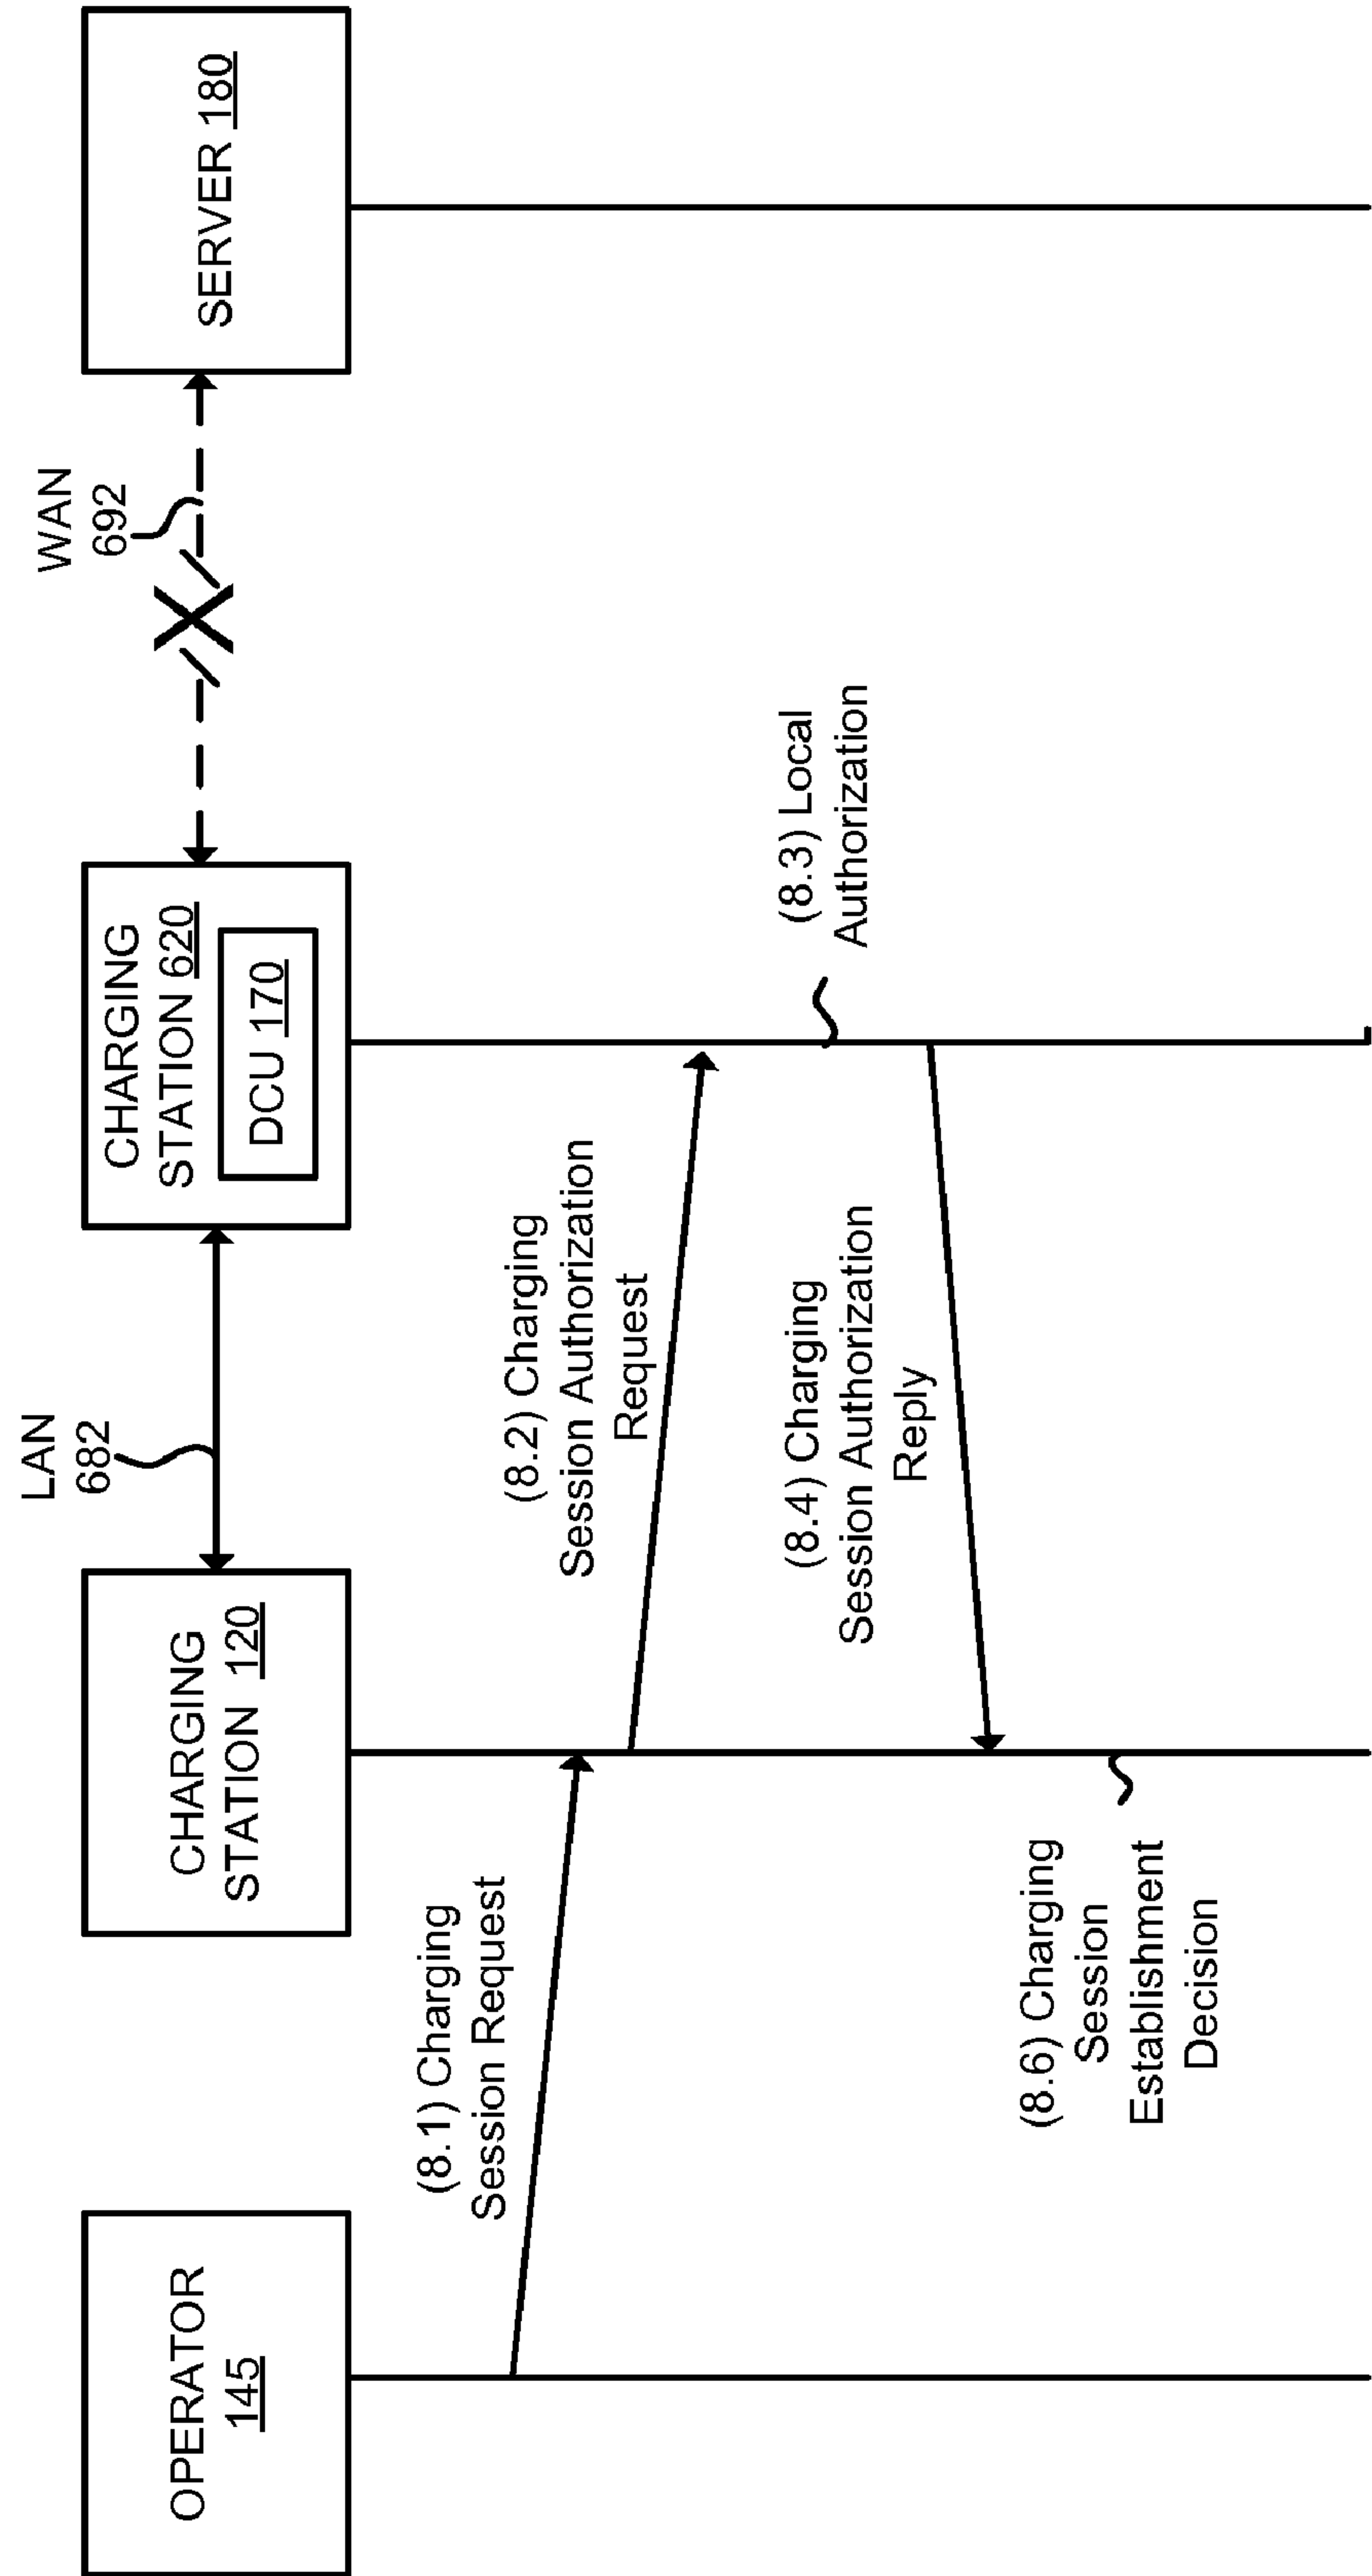 OPERATOR
145
CHARGING
STATION 120
LAN
682
CHARGING
STATION 620
DCU 170
WAN
692
SERVER 180
(8.1) Charging
Session Request
(8.2) Charging
Session Authorization
Request
(8.3) Local
Authorization
(8.4) Charging
Session Authorization
Reply
(8.6) Charging
Session
Establishment
Decision